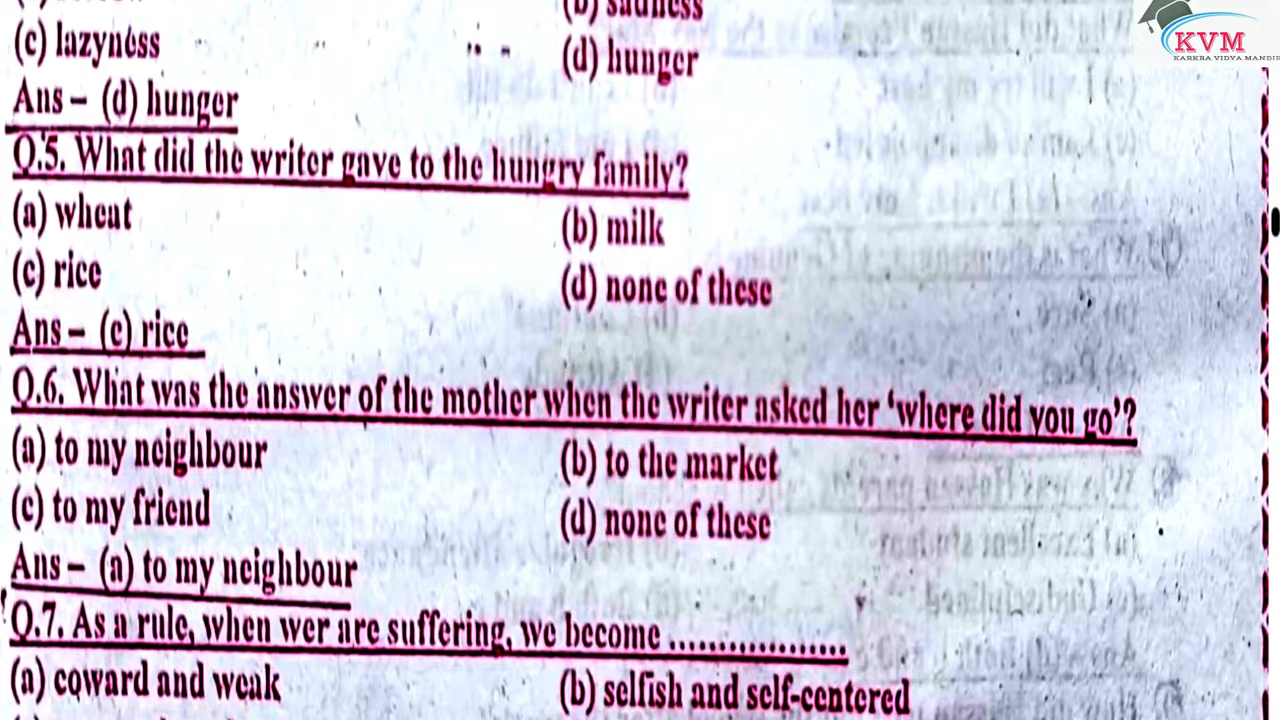 (b) sadness
(c) lazyness (d) hunger
Ans – (d) hunger
Q.5. What did the writer gave to the hungry family?
(a) wheat (b) milk
(c) rice (d) none of these
Ans – (c) rice
Q.6. What was the answer of the mother when the writer asked her ‘where did you go’?
(a) to my neighbour (b) to the market
(c) to my friend (d) none of these
Ans – (a) to my neighbour
Q.7. As a rule, when wer are suffering, we become .................
(a) coward and weak (b) selfish and self-centered
KVM
KARKRA VIDYA MANDIR